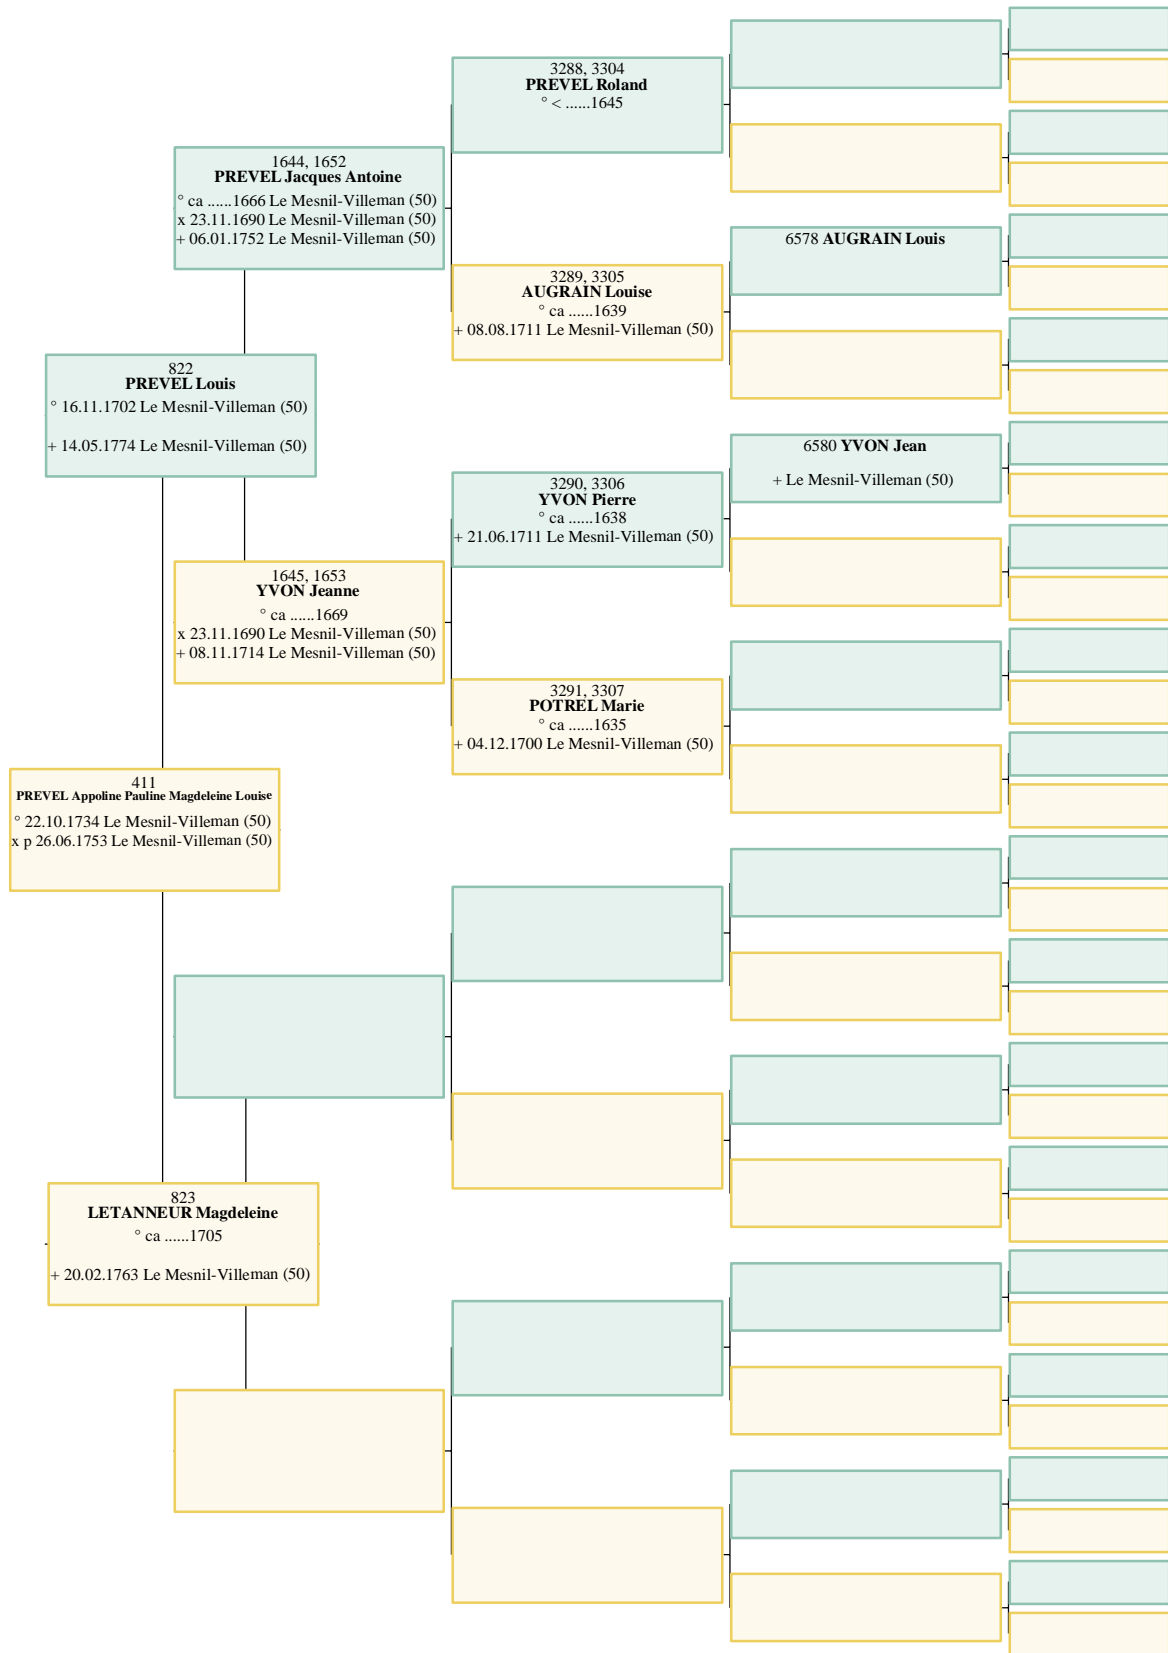 3288, 3304
PREVEL Roland
° < ......1645
1644, 1652
PREVEL Jacques Antoine
° ca ......1666 Le Mesnil-Villeman (50)
x 23.11.1690 Le Mesnil-Villeman (50)
+ 06.01.1752 Le Mesnil-Villeman (50)
6578 AUGRAIN Louis
3289, 3305
AUGRAIN Louise
° ca ......1639
+ 08.08.1711 Le Mesnil-Villeman (50)
822
PREVEL Louis
° 16.11.1702 Le Mesnil-Villeman (50)
+ 14.05.1774 Le Mesnil-Villeman (50)
6580 YVON Jean
+ Le Mesnil-Villeman (50)
3290, 3306
YVON Pierre
° ca ......1638
+ 21.06.1711 Le Mesnil-Villeman (50)
1645, 1653
YVON Jeanne
° ca ......1669
x 23.11.1690 Le Mesnil-Villeman (50)
+ 08.11.1714 Le Mesnil-Villeman (50)
3291, 3307
POTREL Marie
° ca ......1635
+ 04.12.1700 Le Mesnil-Villeman (50)
411
PREVEL Appoline Pauline Magdeleine Louise
° 22.10.1734 Le Mesnil-Villeman (50)
x p 26.06.1753 Le Mesnil-Villeman (50)
823
LETANNEUR Magdeleine
° ca ......1705
+ 20.02.1763 Le Mesnil-Villeman (50)